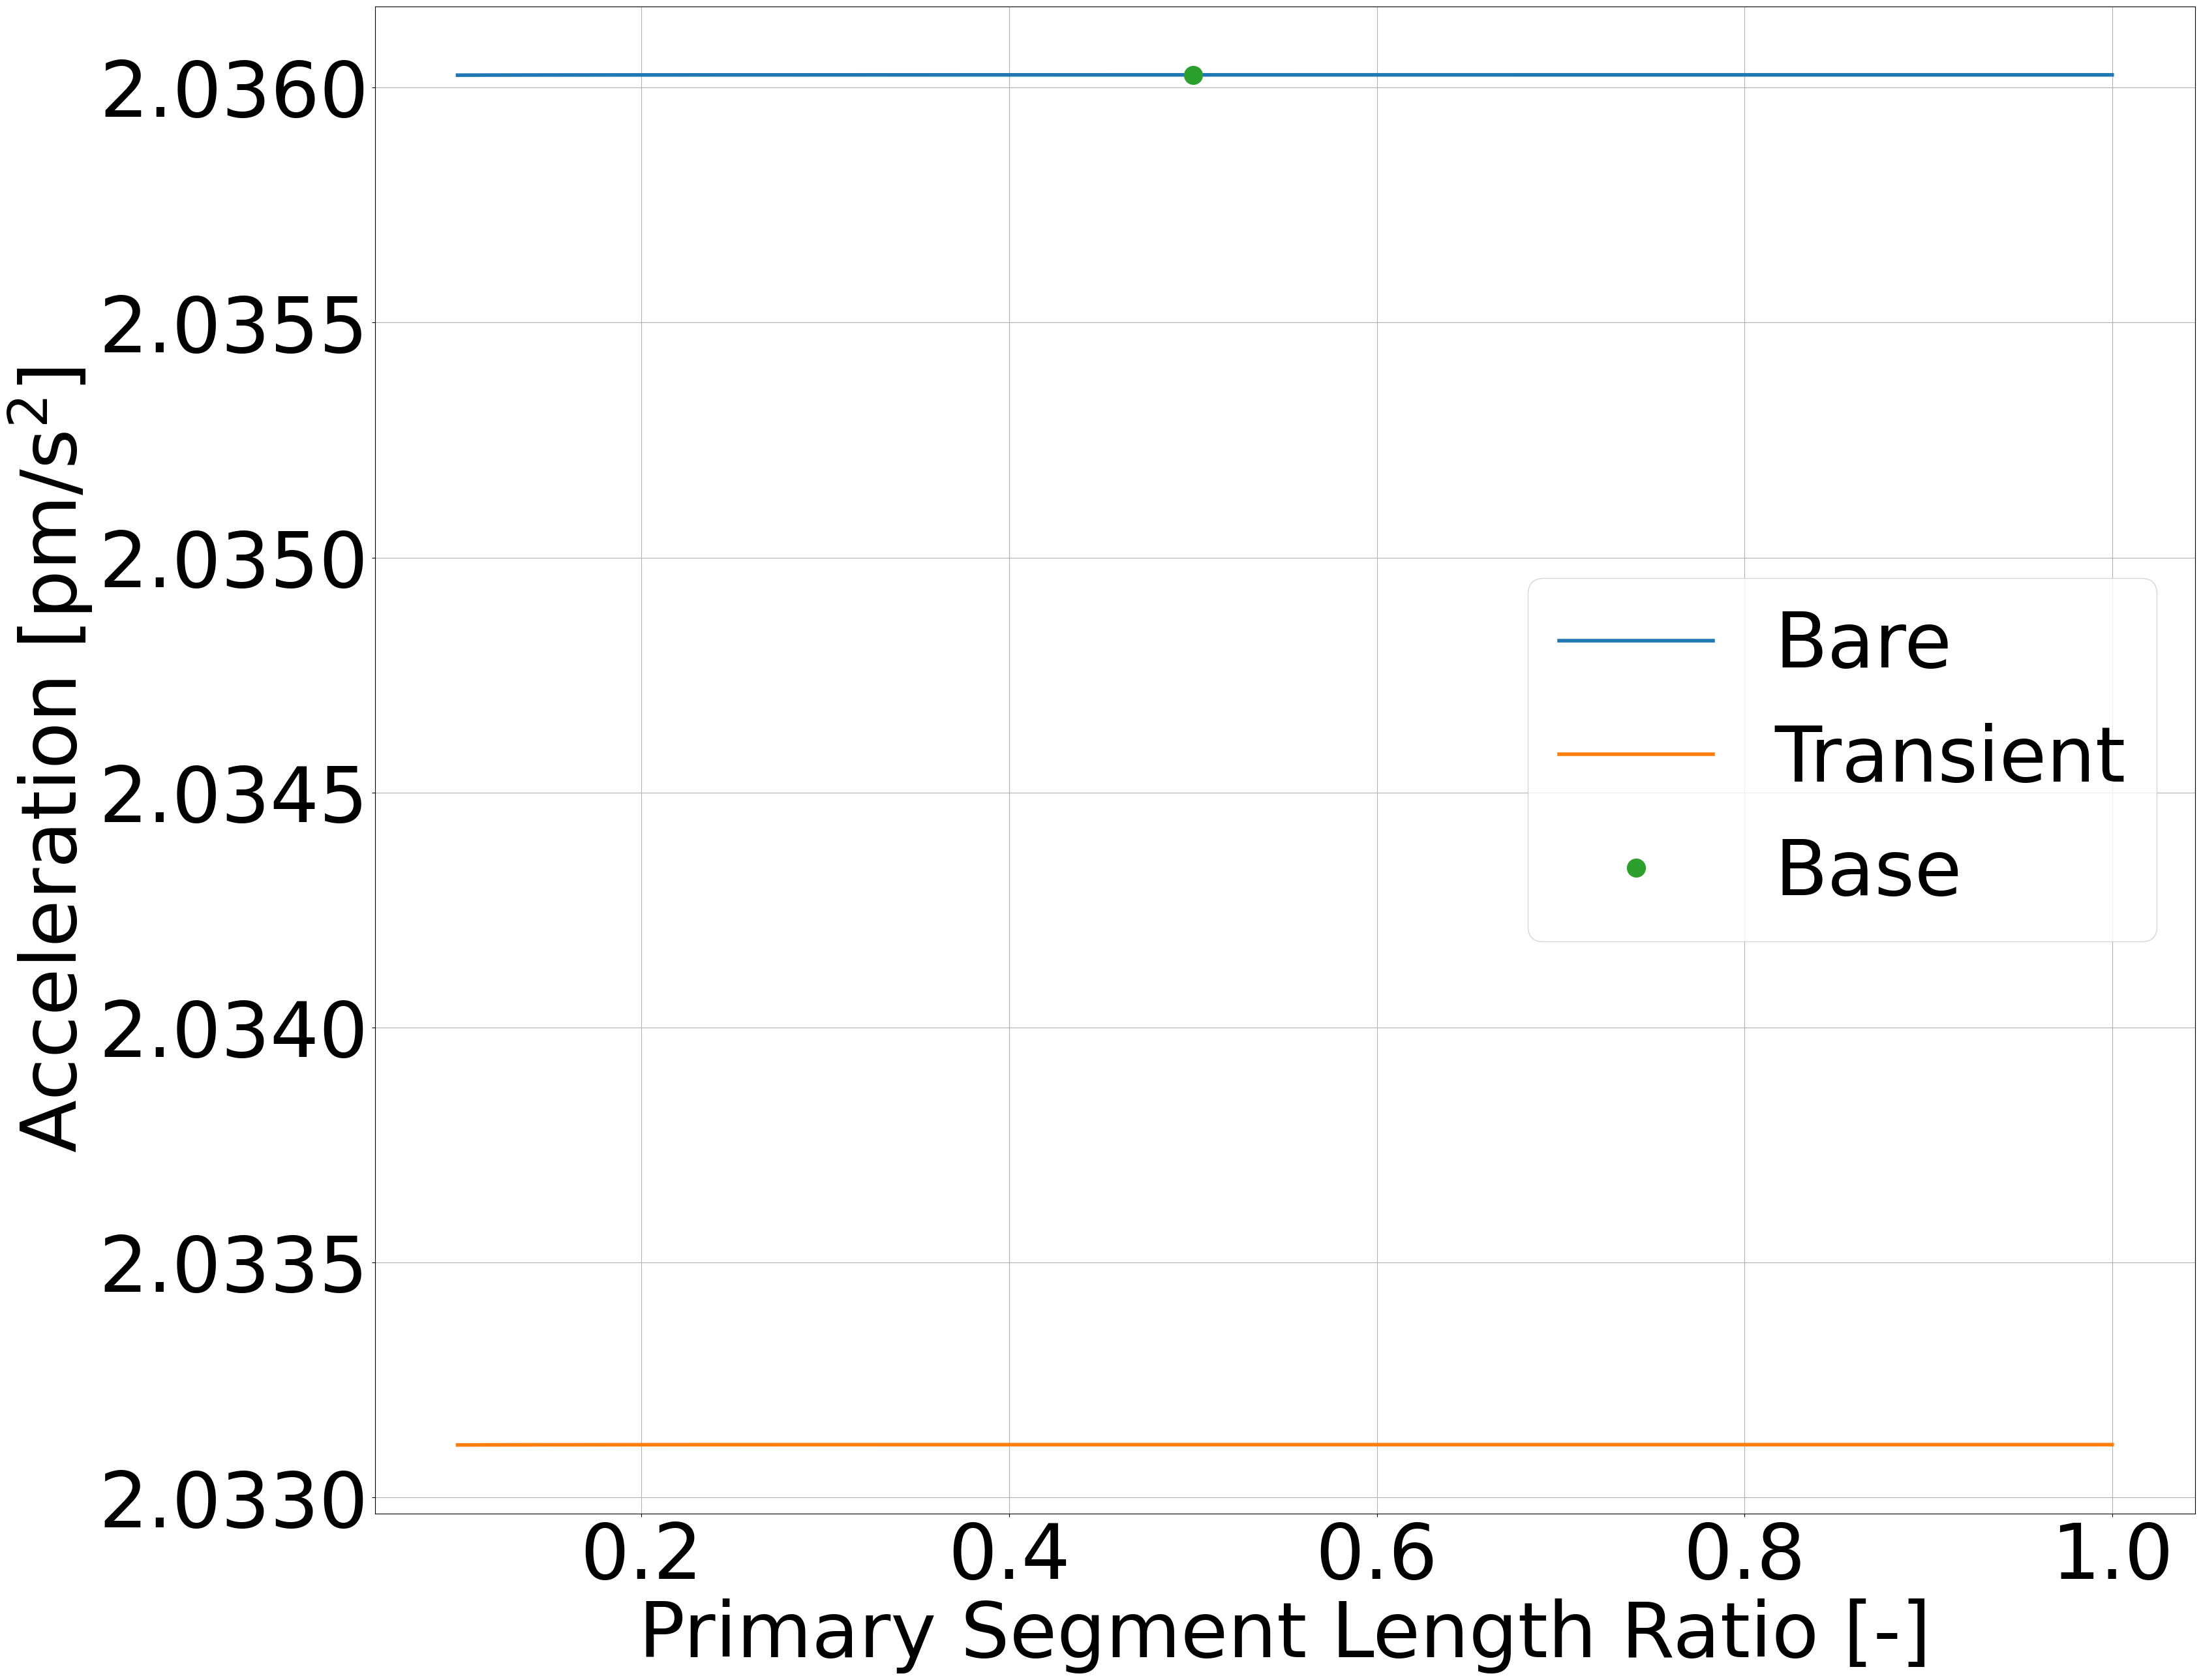 Acceleration [pm/s²]
2.0360
2.0355
2.0350
2.0345
2.0340
2.0335
2.0330
Bare
Transient
Base
0.2 0.4 0.6 0.8 1.0
Primary Segment Length Ratio [-]